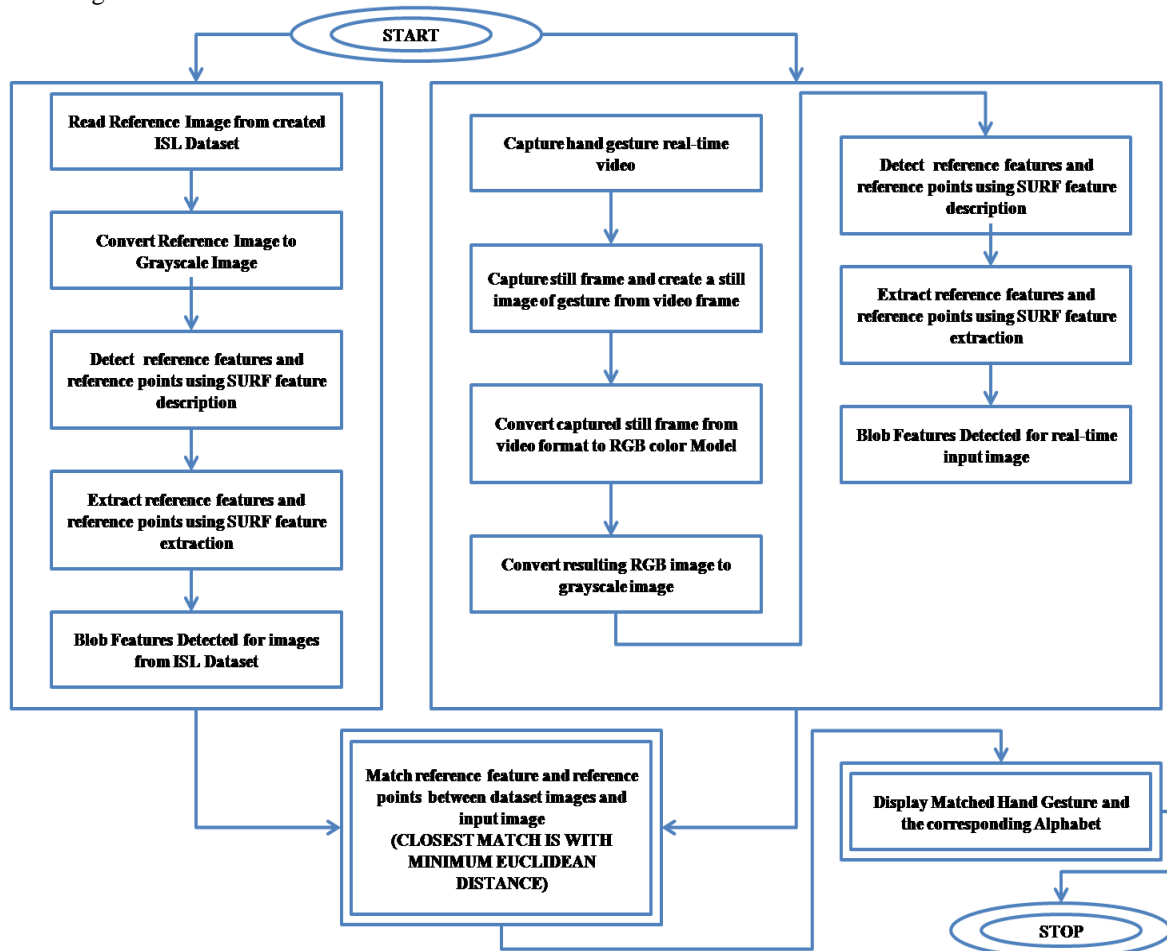 START
Read Reference Image from created
ISL Dataset
Convert Reference Image to
Grayscale Image
Detect reference features and
reference points using SURF feature
description
Extract reference features and
reference points using SURF feature
extraction
Blob Features Detected for images
from ISL Dataset
Capture hand gesture real-time
video
Capture still frame and create a still
image of gesture from video frame
Convert captured still frame from
video format to RGB color Model
Convert resulting RGB image to
grayscale image
Detect reference features and
reference points using SURF feature
description
Extract reference features and
reference points using SURF feature
extraction
Blob Features Detected for real-time
input image
Match reference feature and reference
points between dataset images and
input image
(CLOSEST MATCH IS WITH
MINIMUM EUCLIDEAN
DISTANCE)
Display Matched Hand Gesture and
the corresponding Alphabet
STOP